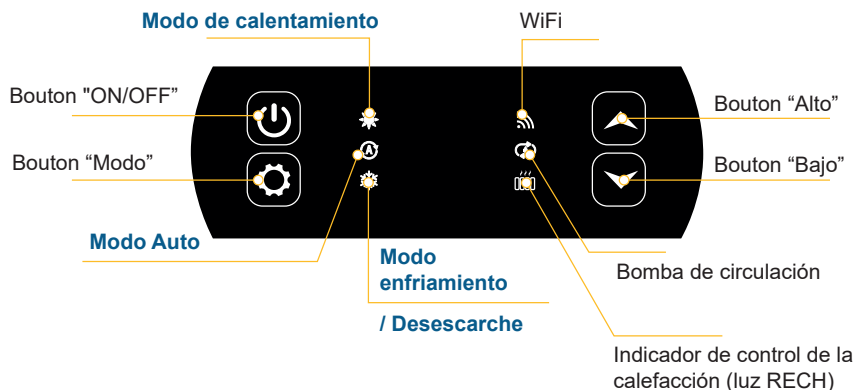 Modo de calentamiento
WiFi
Bouton "ON/OFF”
Bouton “Alto”
Bouton “Modo”
Bouton “Bajo”
A
Modo Auto
Modo
enfriamiento
/ Desescarche
Bomba de circulación
Indicador de control de la
calefacción (luz RECH)